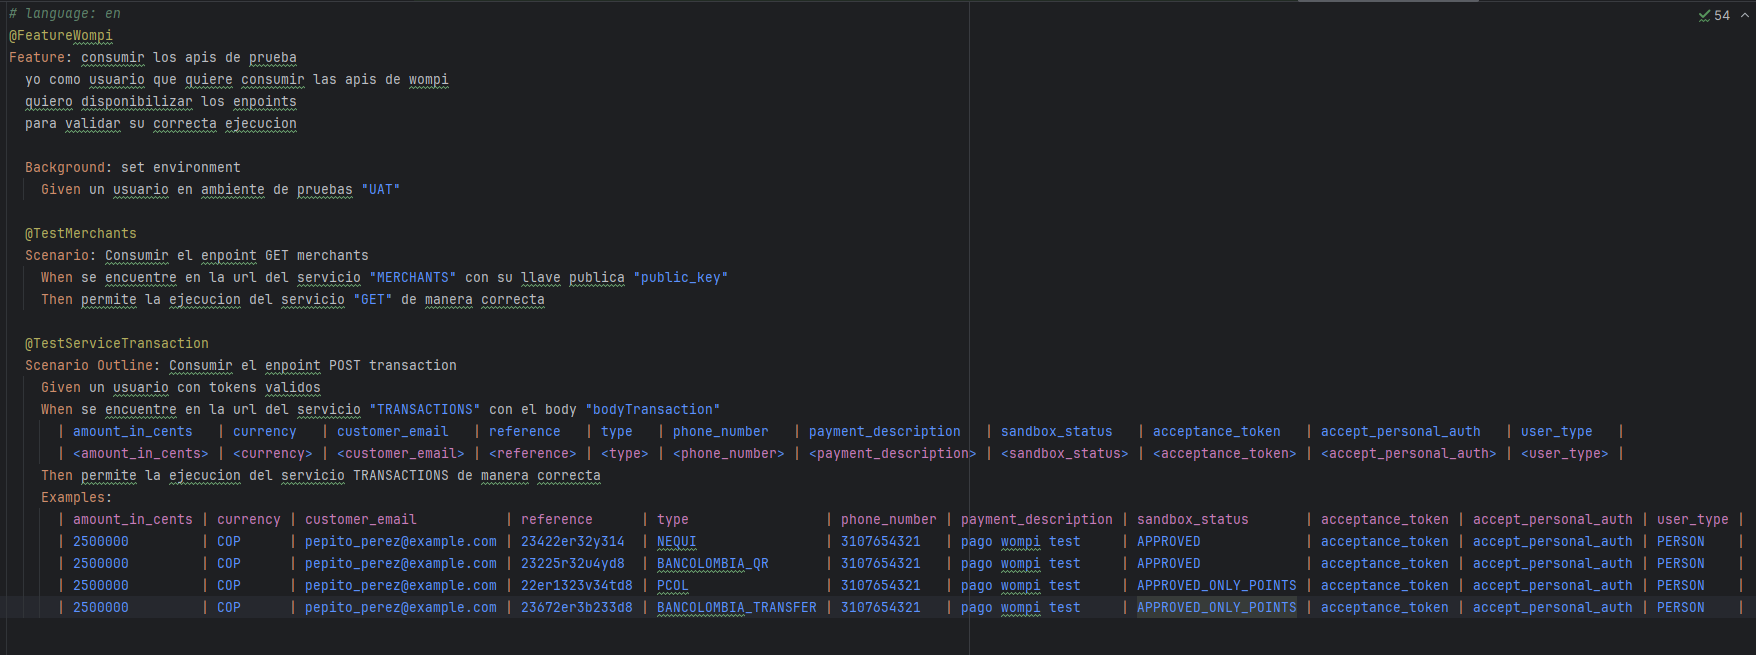 # language: en
54
@FeatureWompi
Feature: consumir los apis de prueba
yo como usuario que quiere consumir las apis de wompi
quiero disponibilizar los enpoints
para validar su correcta ejecucion
Background: set environment
Given un usuario en ambiente de pruebas "UAT"
@TestMerchants
Scenario: Consumir el enpoint GET merchants
When se encuentre en la url del servicio "MERCHANTS" con su llave publica "public_key"
Then permite la ejecucion del servicio "GET" de manera correcta
@TestServiceTransaction
Scenario Outline: Consumir el enpoint POST transaction
Given un usuario con tokens validos
When se encuentre en la url del servicio "TRANSACTIONS" con el body "bodyTransaction"
| amount_in_cents | currency | customer_email | reference | type | phone_number | payment_description | sandbox_status | acceptance_token | accept_personal_auth | user_type |
| <amount_in_cents> | <currency> | <customer_email> | <reference> | <type> | <phone_number> | <payment_description> | <sandbox_status> | <acceptance_token> | <accept_personal_auth> | <user_type> |
Then permite la ejecucion del servicio TRANSACTIONS de manera correcta
Examples:
| amount_in_cents | currency | customer_email | reference | type | phone_number | payment_description | sandbox_status | acceptance_token | accept_personal_auth | user_type |
| 2500000 | COP | pepito_perez@example.com | 23422er32y314 | NEQUI | 3107654321 | pago wompi test | APPROVED | acceptance_token | accept_personal_auth | PERSON |
| 2500000 | COP | pepito_perez@example.com | 23225r32u4yd8 | BANCOLOMBIA_QR | 3107654321 | pago wompi test | APPROVED | acceptance_token | accept_personal_auth | PERSON |
| 2500000 | COP | pepito_perez@example.com | 22er1323v34td8 | PCOL | 3107654321 | pago wompi test | APPROVED_ONLY_POINTS | acceptance_token | accept_personal_auth | PERSON |
| 2500000 | COP | pepito_perez@example.com | 23672er3b233d8 | BANCOLOMBIA_TRANSFER | 3107654321 | pago wompi test | APPROVED_ONLY_POINTS | acceptance_token | accept_personal_auth | PERSON |